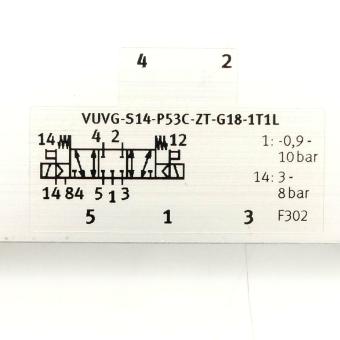 4 2
VUVG-S14-P53C-ZT-G18-1T1L
4 2
14 12
1: -0,9 -
10 bar
14: 3 -
8 bar
14 84 5 1 3
5 1 3 F302